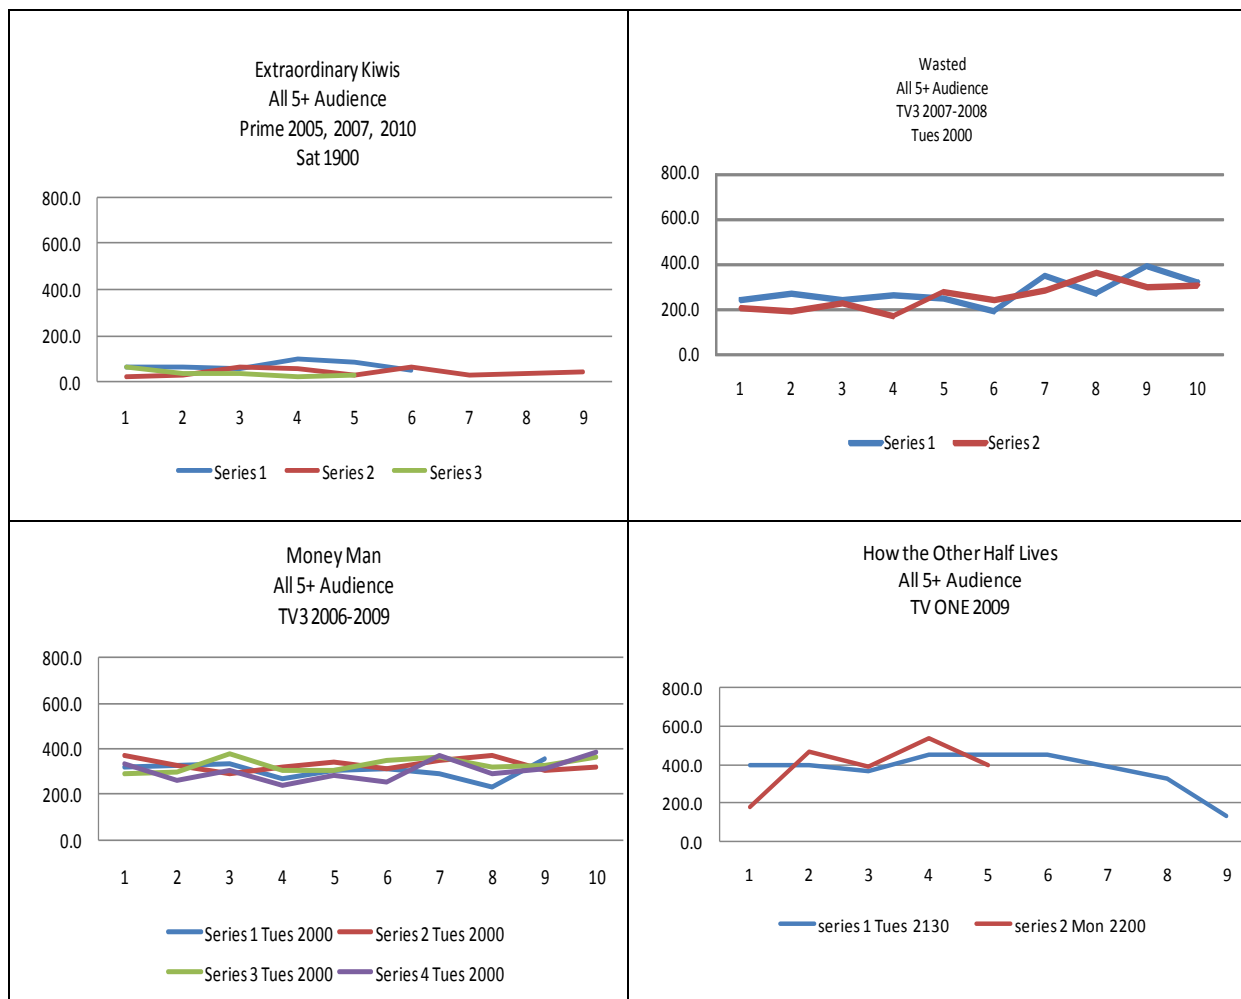 Extraordinary Kiwis
All 5+ Audience
Prime 2005, 2007, 2010
Sat 1900
800.0
600.0
400.0
200.0
0.0
1 2 3 4 5 6 7 8 9
Series 1 Series 2 Series 3
Wasted
All 5+ Audience
TV3 2007-2008
Tues 2000
800.0
600.0
400.0
200.0
0.0
1 2 3 4 5 6 7 8 9 10
Series 1 Series 2
Money Man
All 5+ Audience
TV3 2006-2009
800.0
600.0
400.0
200.0
0.0
1 2 3 4 5 6 7 8 9 10
Series 1 Tues 2000 Series 2 Tues 2000
Series 3 Tues 2000 Series 4 Tues 2000
How the Other Half Lives
All 5+ Audience
TV ONE 2009
800.0
600.0
400.0
200.0
0.0
1 2 3 4 5 6 7 8 9
series 1 Tues 2130 series 2 Mon 2200